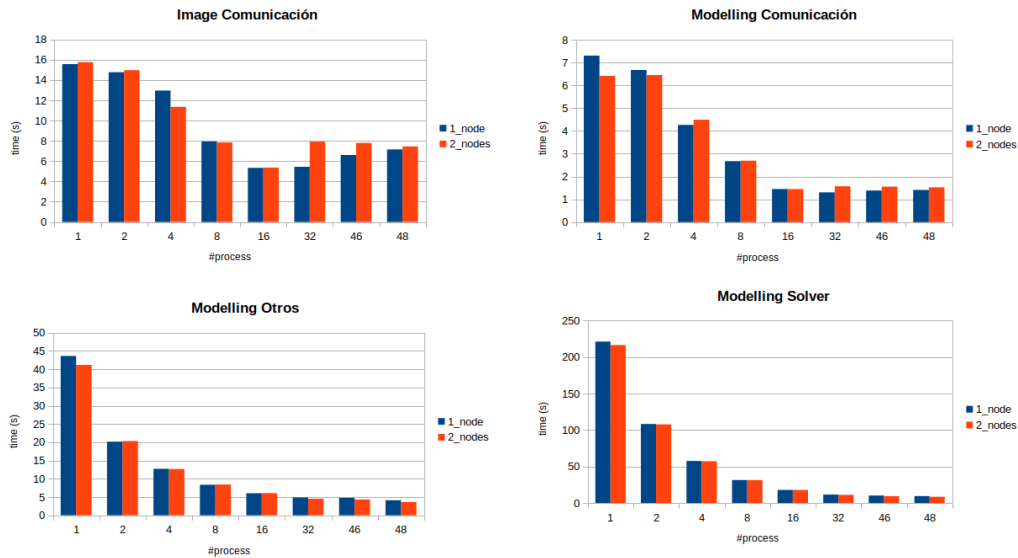 Image Comunicación
18
16
14
12
10
8
6
4
2
0
time (s)
1 2 4 8 16 32 46 48
#process
1_node
2_nodes
Modelling Comunicación
8
7
6
5
4
3
2
1
0
time (s)
1 2 4 8 16 32 46 48
#process
1_node
2_nodes
Modelling Otros
50
45
40
35
30
25
20
15
10
5
0
time (s)
1 2 4 8 16 32 46 48
#process
1_node
2_nodes
Modelling Solver
250
200
150
100
50
0
time (s)
1 2 4 8 16 32 46 48
#process
1_node
2_nodes